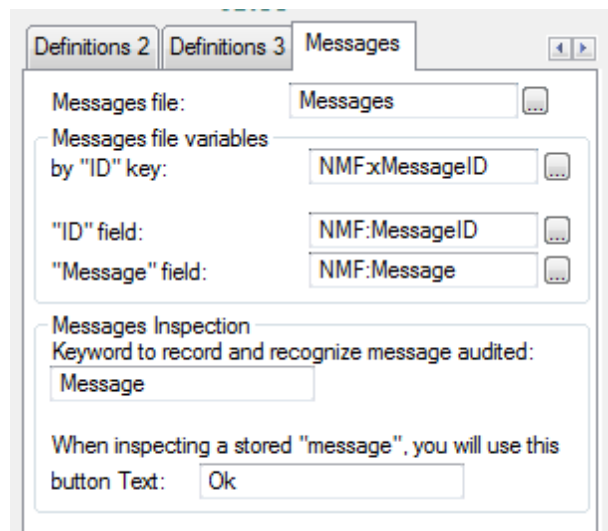 Definitions 2 Definitions 3 Messages
Messages file: Messages ...
Messages file variables
by "ID" key: NMF:xMessageID ...
"ID" field: NMF:MessageID ...
"Message" field: NMF:Message ...
Messages Inspection
Keyword to record and recognize message audited:
Message
When inspecting a stored "message", you will use this
button Text: Ok